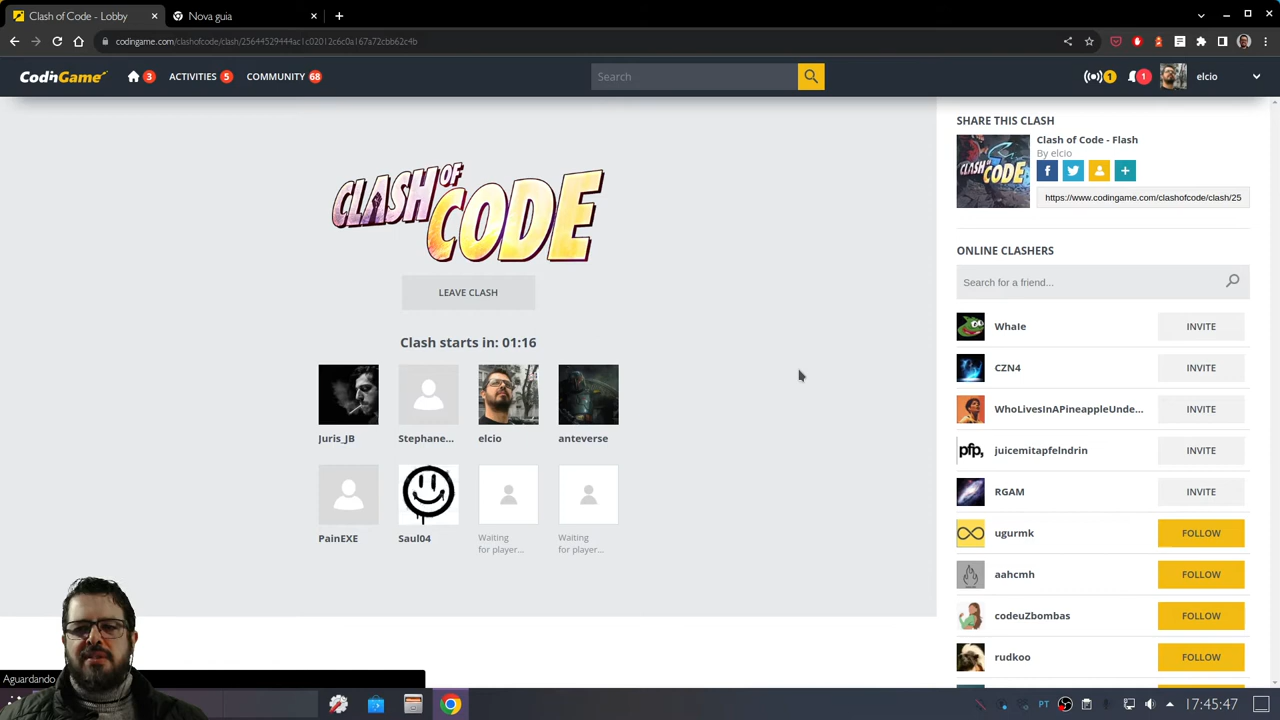 Clash of Code - Lobby
Nova guia
codingame.com/clashofcode/clash/25644529444ac1c02012c6c0a167a72cbb62c4b
CodinGame
3
ACTIVITIES 5
COMMUNITY 68
Search
1
1
elcio
CLASH OF CODE
LEAVE CLASH
Clash starts in: 01:16
Juris_JB
Stephane...
elcio
anteverse
PainEXE
Saul04
Waiting
for player...
Waiting
for player...
SHARE THIS CLASH
CLASH OF CODE
Clash of Code - Flash
By elcio
https://www.codingame.com/clashofcode/clash/25
ONLINE CLASHERS
Search for a friend...
Whale
INVITE
CZN4
INVITE
WhoLivesInAPineappleUnde...
INVITE
pfp,
juicemitapfelndrin
INVITE
RGAM
INVITE
ugurmk
FOLLOW
aahcmh
FOLLOW
codeuZbombas
FOLLOW
rudkoo
FOLLOW
Aguardando
PT
17:45:47